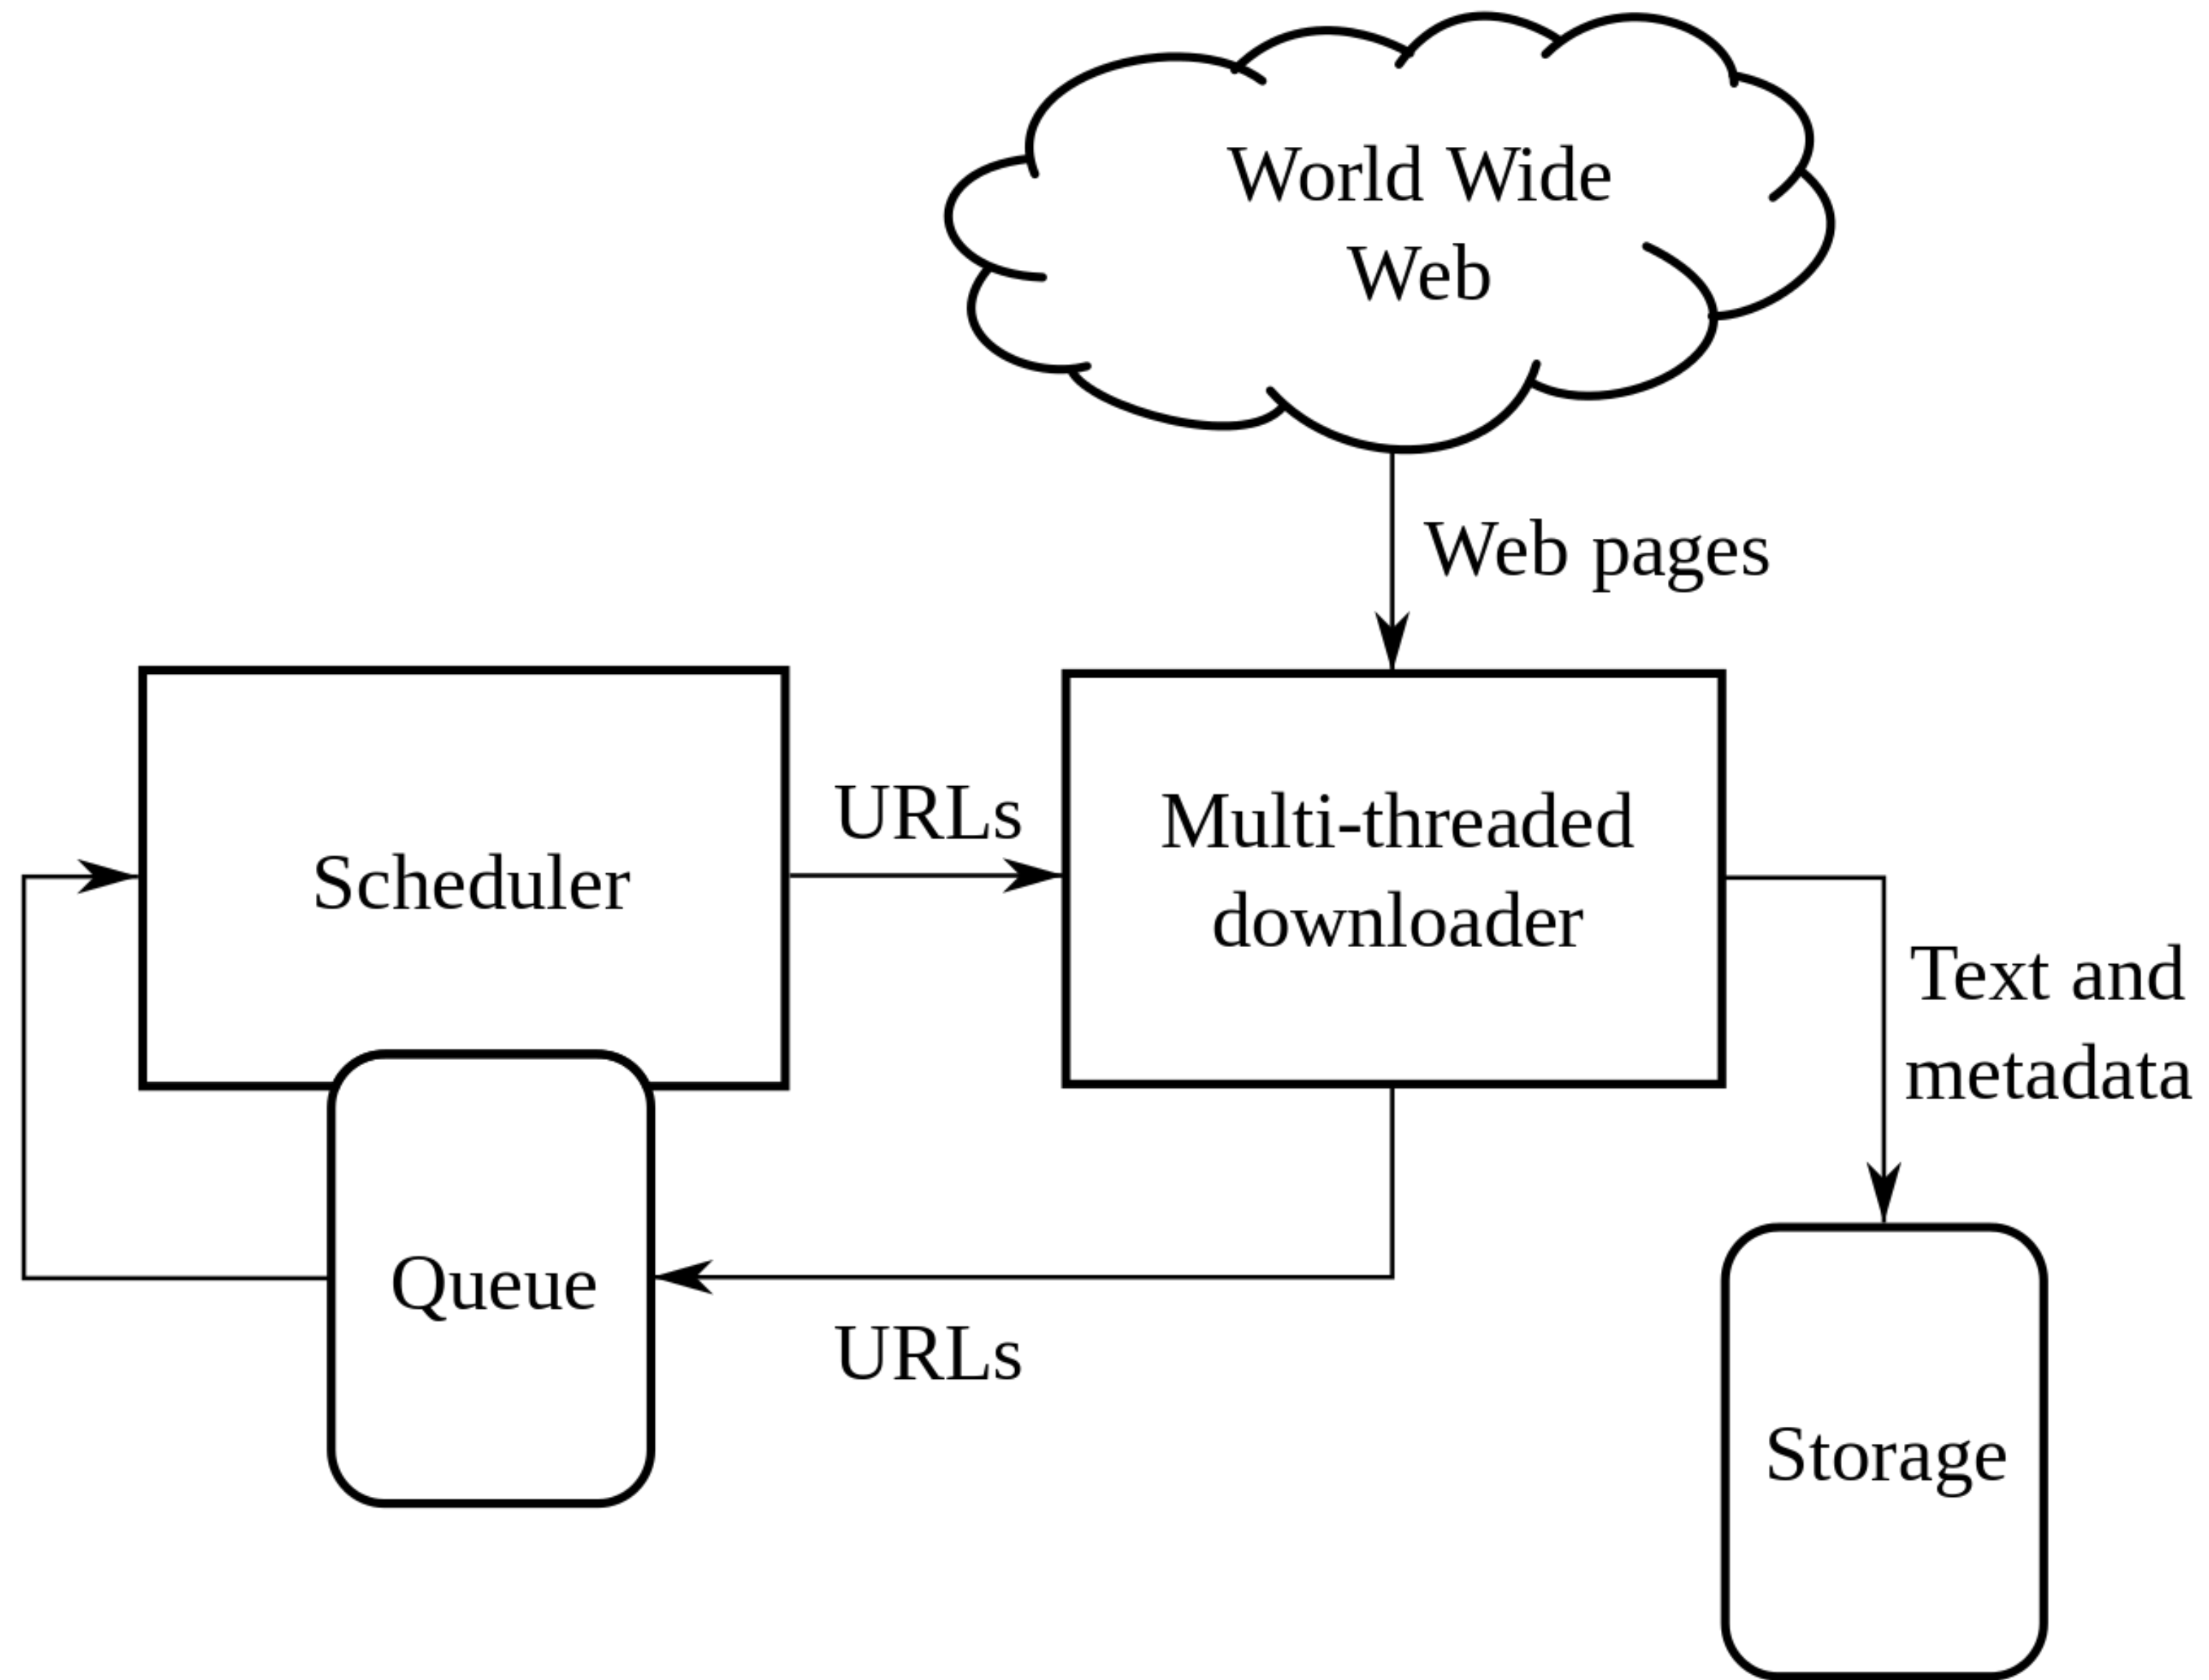 World Wide
Web
Web pages
URLs
Multi-threaded
downloader
Scheduler
Text and
metadata
Queue
URLs
Storage